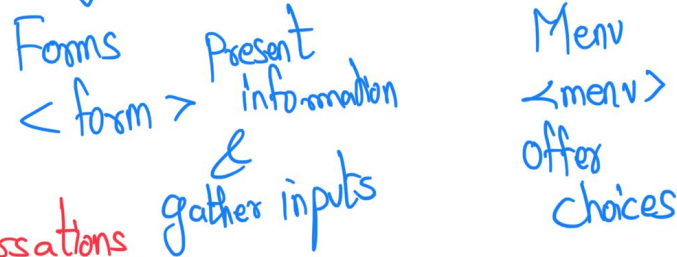 Forms
<form>
Present
information
&
gather inputs
Menu
<menu>
offer
choices
ssations